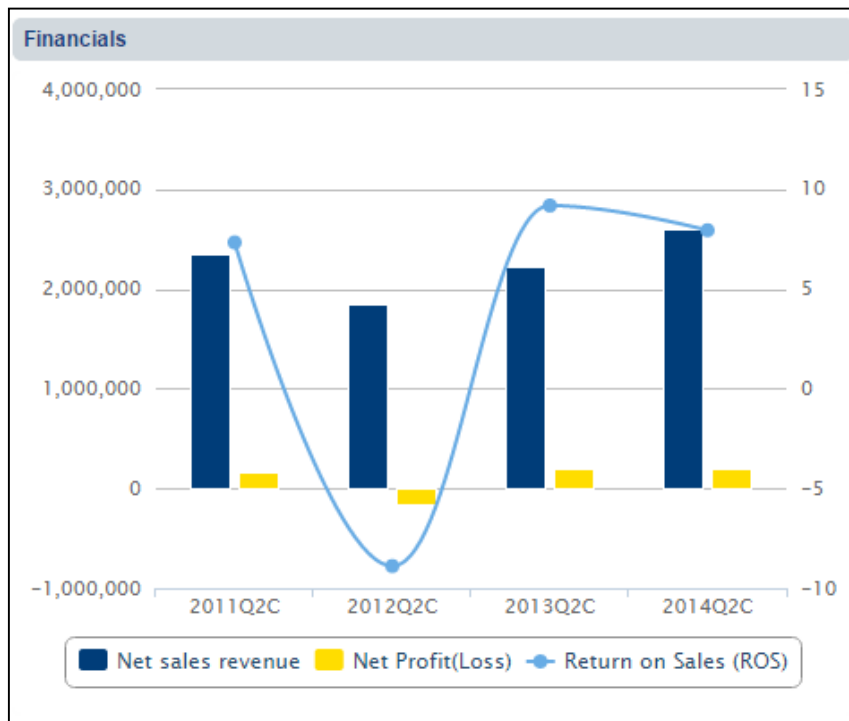 Financials
4,000,000 15
3,000,000 10
2,000,000 5
1,000,000 0
0 -5
-1,000,000 -10
2011Q2C 2012Q2C 2013Q2C 2014Q2C
Net sales revenue Net Profit(Loss) Return on Sales (ROS)